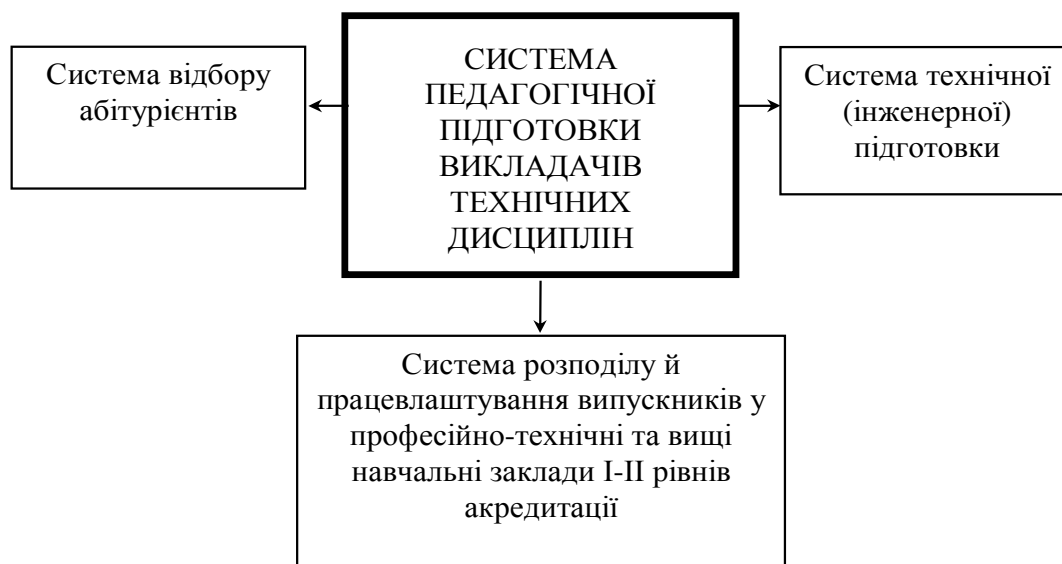 Система відбору
абітурієнтів
СИСТЕМА
ПЕДАГОГІЧНОЇ
ПІДГОТОВКИ
ВИКЛАДАЧІВ
ТЕХНІЧНИХ
ДИСЦИПЛІН
Система технічної
(інженерної)
підготовки
Система розподілу й
працевлаштування випускників у
професійно-технічні та вищі
навчальні заклади І-ІІ рівнів
акредитації